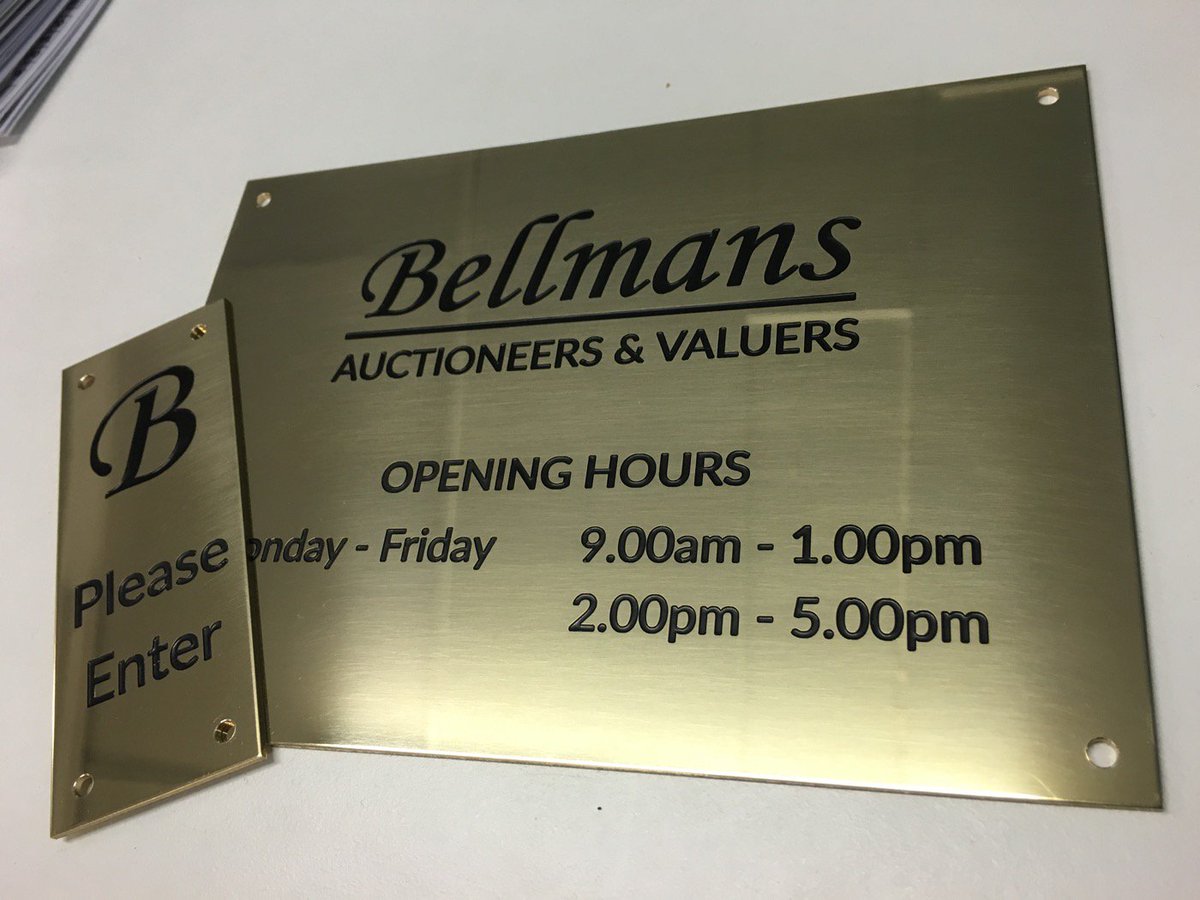 Bellmans
AUCTIONEERS & VALUERS
OPENING HOURS
onday - Friday 9.00am - 1.00pm
2.00pm - 5.00pm
B
Please
Enter